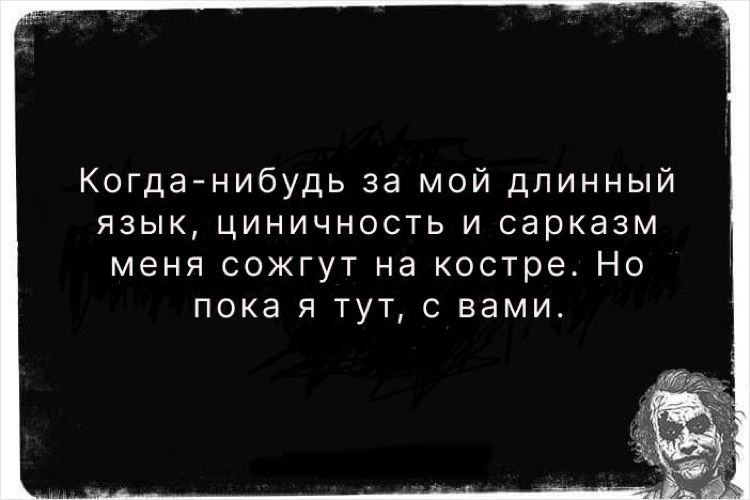 Когда-нибудь за мой длинный
язык, циничность и сарказм
меня сожгут на костре. Но
пока я тут, с вами.